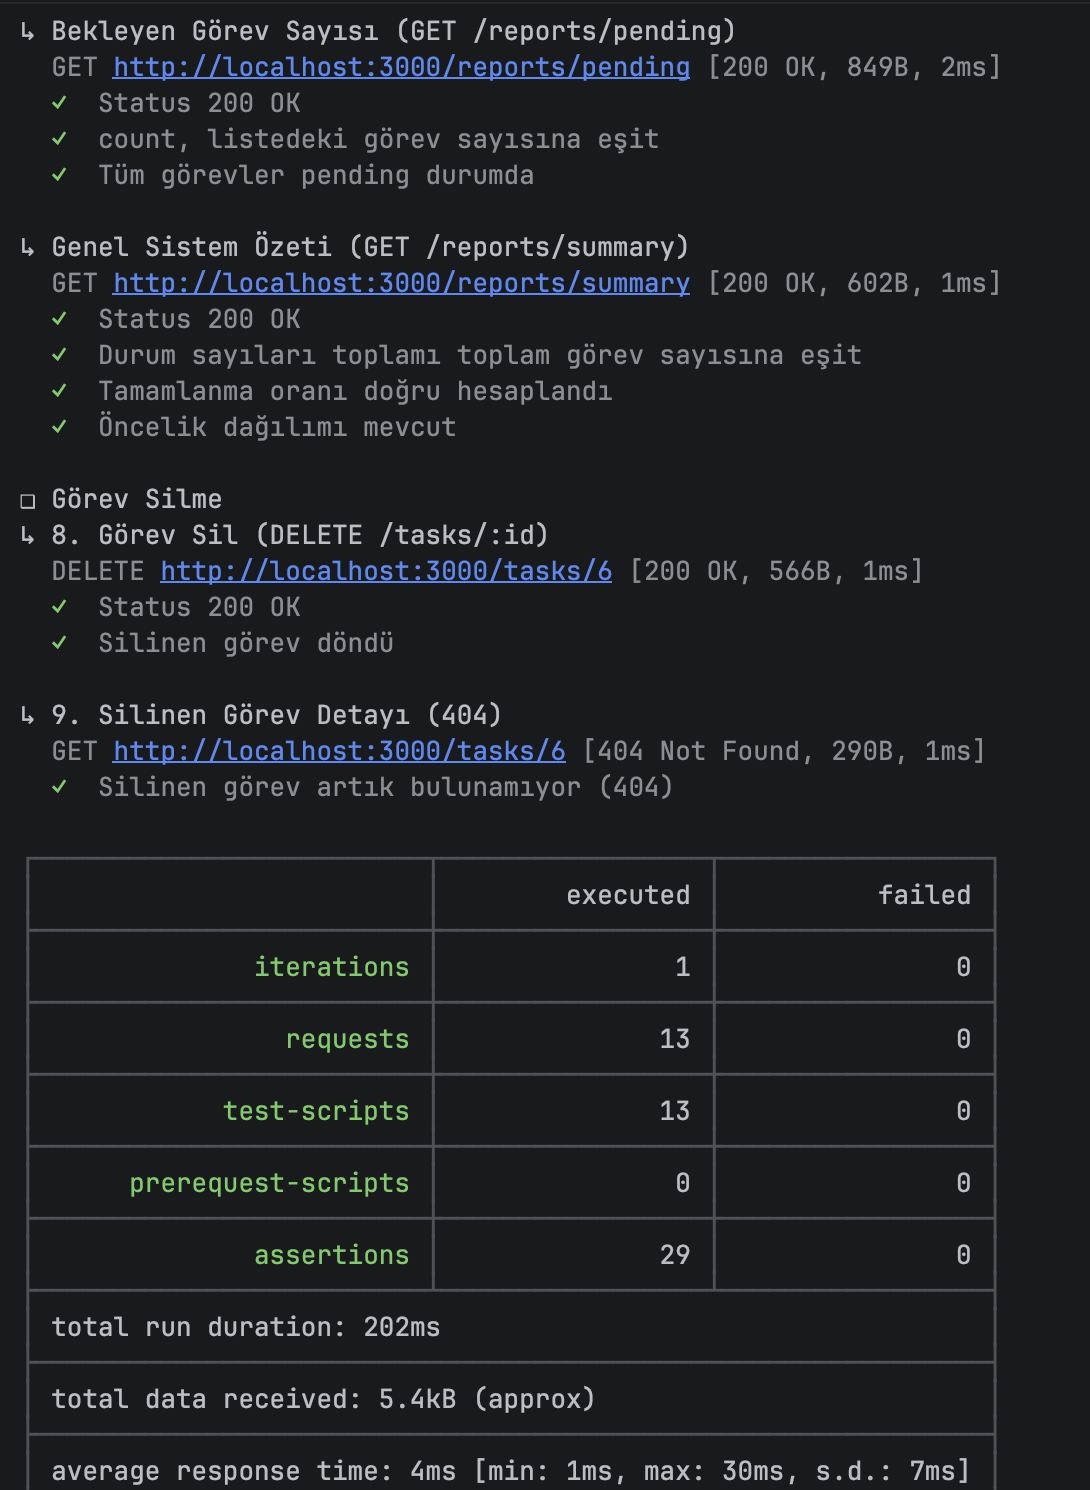 ↳ Bekleyen Görev Sayısı (GET /reports/pending)
GET http://localhost:3000/reports/pending [200 OK, 849B, 2ms]
✓ Status 200 OK
✓ count, listedeki görev sayısına eşit
✓ Tüm görevler pending durumda
↳ Genel Sistem Özeti (GET /reports/summary)
GET http://localhost:3000/reports/summary [200 OK, 602B, 1ms]
✓ Status 200 OK
✓ Durum sayıları toplamı toplam görev sayısına eşit
✓ Tamamlanma oranı doğru hesaplandı
✓ Öncelik dağılımı mevcut
❏ Görev Silme
↳ 8. Görev Sil (DELETE /tasks/:id)
DELETE http://localhost:3000/tasks/6 [200 OK, 566B, 1ms]
✓ Status 200 OK
✓ Silinen görev döndü
↳ 9. Silinen Görev Detayı (404)
GET http://localhost:3000/tasks/6 [404 Not Found, 290B, 1ms]
✓ Silinen görev artık bulunamıyor (404)
executed failed
iterations 1 0
requests 13 0
test-scripts 13 0
prerequest-scripts 0 0
assertions 29 0
total run duration: 202ms
total data received: 5.4kB (approx)
average response time: 4ms [min: 1ms, max: 30ms, s.d.: 7ms]